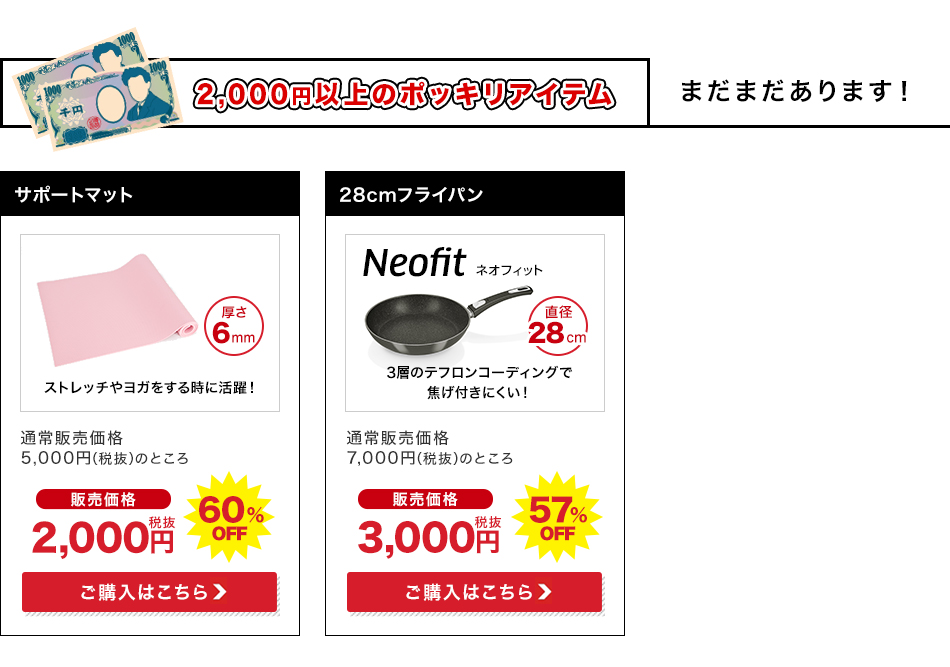 1000
1000
1000
1000
千円
2,000円以上のポッキリアイテム
まだまだあります！
サポートマット
厚さ
6mm
ストレッチやヨガをする時に活躍！
通常販売価格
5,000円(税抜)のところ
販売価格
2,000円税抜
60%
OFF
ご購入はこちら
28cmフライパン
Neofit ネオフィット
直径
28cm
3層のテフロンコーディングで
焦げ付きにくい！
通常販売価格
7,000円(税抜)のところ
販売価格
3,000円税抜
57%
OFF
ご購入はこちら